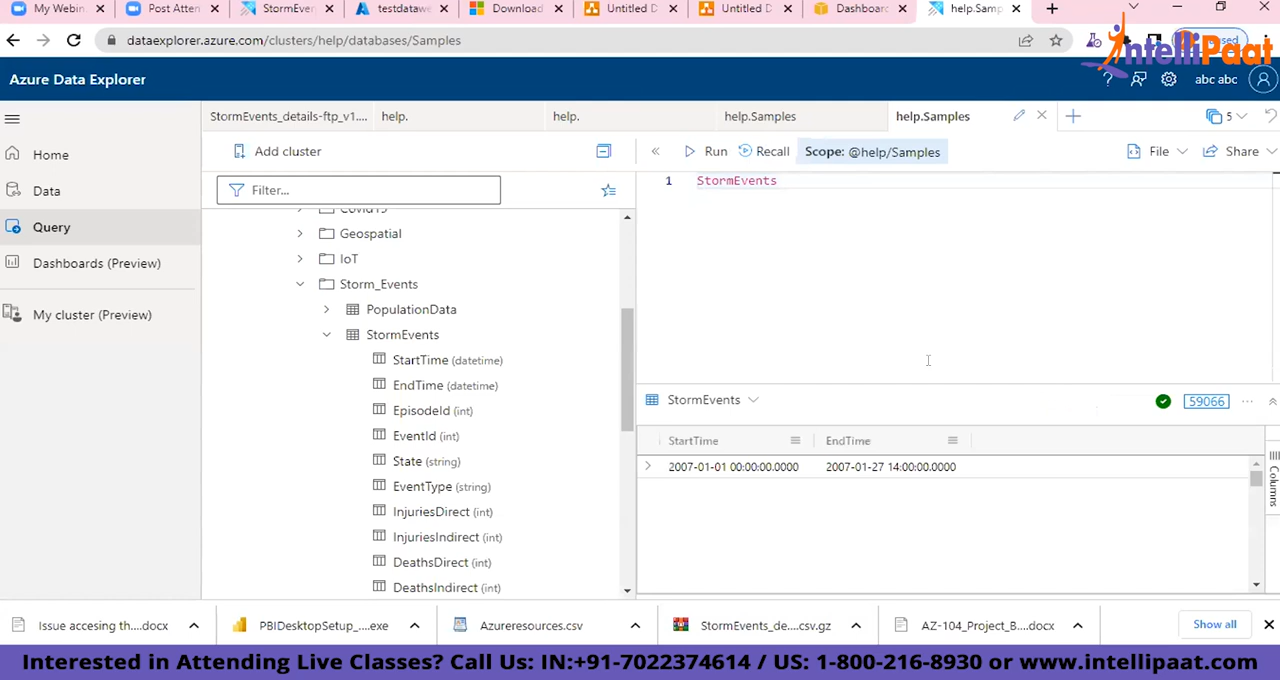 My Webin
Post Atten
StormEven
testdatawe
Download
Untitled D
Untitled D
Dashboard
help.Samp
dataexplorer.azure.com/clusters/help/databases/Samples
IntelliPaat
Azure Data Explorer
abc abc
StormEvents_details-ftp_v1....
help.
help.
help.Samples
help.Samples
5
Home
Data
Query
Dashboards (Preview)
My cluster (Preview)
Add cluster
Filter...
Covid19
Geospatial
IoT
Storm_Events
PopulationData
StormEvents
StartTime (datetime)
EndTime (datetime)
EpisodeId (int)
EventId (int)
State (string)
EventType (string)
InjuriesDirect (int)
InjuriesIndirect (int)
DeathsDirect (int)
DeathsIndirect (int)
Run
Recall
Scope: @help/Samples
File
Share
1 StormEvents
StormEvents
59066
StartTime EndTime
2007-01-01 00:00:00.0000 2007-01-27 14:00:00.0000
Columns
Issue accesing th....docx
PBIDesktopSetup_....exe
Azureresources.csv
StormEvents_de....csv.gz
AZ-104_Project_B....docx
Show all
Interested in Attending Live Classes? Call Us: IN:+91-7022374614 / US: 1-800-216-8930 or www.intellipaat.com